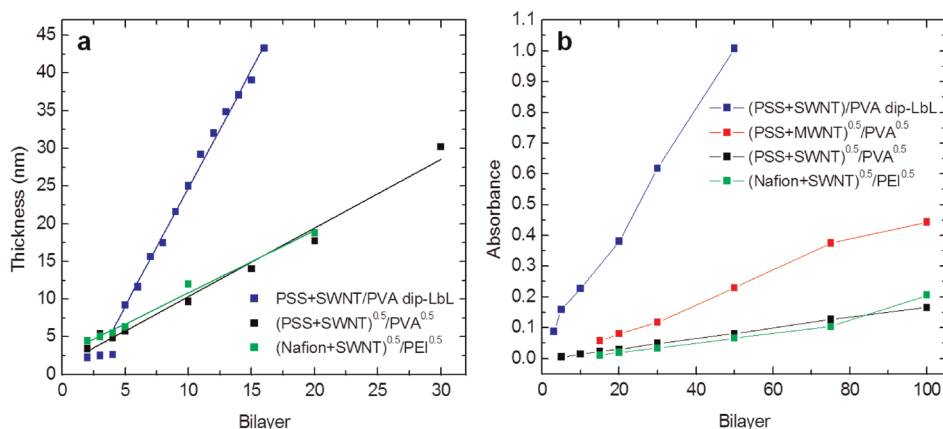 a
45
40
35
30
25
20
15
10
5
0
Thickness (nm)
0 5 10 15 20 25 30
Bilayer
PSS+SWNT/PVA dip-LbL
(PSS+SWNT)^0.5/PVA^0.5
(Nafion+SWNT)^0.5/PEI^0.5
b
1.0
0.9
0.8
0.7
0.6
0.5
0.4
0.3
0.2
0.1
0.0
Absorbance
0 20 40 60 80 100
Bilayer
(PSS+SWNT)/PVA dip-LbL
(PSS+MWNT)^0.5/PVA^0.5
(PSS+SWNT)^0.5/PVA^0.5
(Nafion+SWNT)^0.5/PEI^0.5